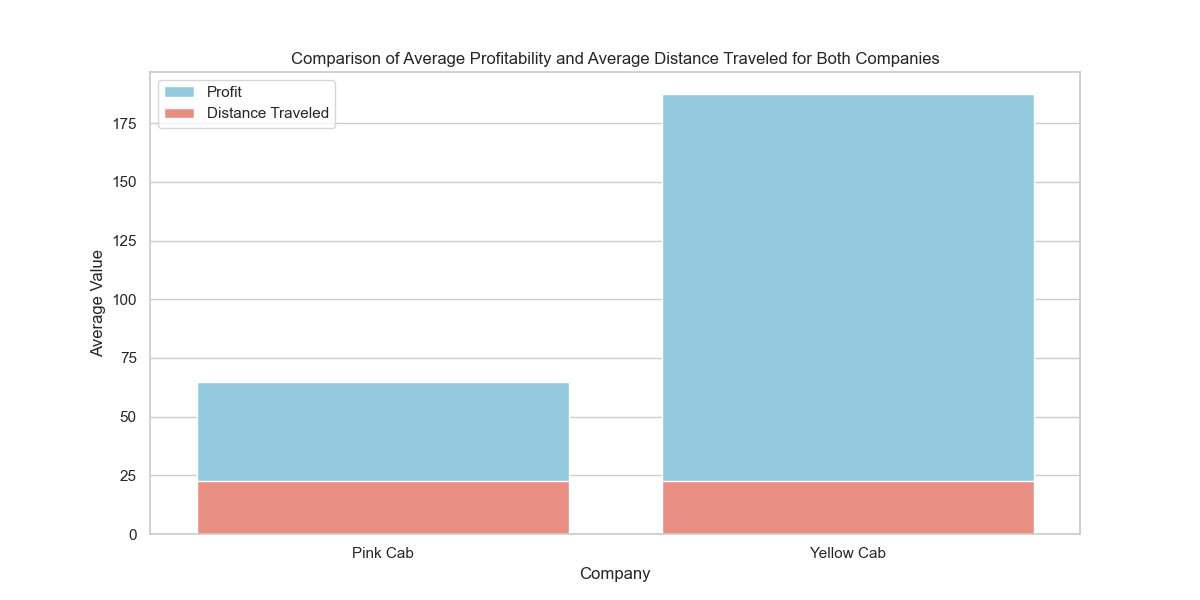 Comparison of Average Profitability and Average Distance Traveled for Both Companies
Profit
Distance Traveled
175
150
125
100
75
50
25
0
Average Value
Pink Cab
Yellow Cab
Company